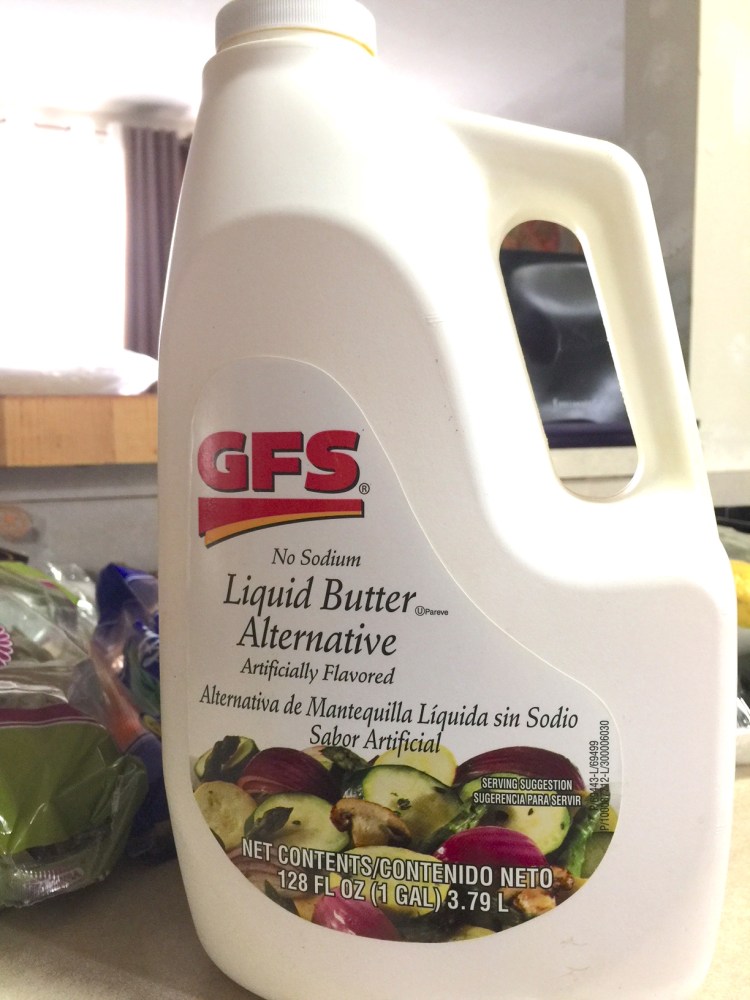 GFS®
No Sodium
Liquid Butter
ⓊPareve
Alternative
Artificially Flavored
Alternativa de Mantequilla Líquida sin Sodio
Sabor Artificial
SERVING SUGGESTION
SUGERENCIA PARA SERVIR
NET CONTENTS/CONTENIDO NETO
128 FL OZ (1 GAL) 3.79 L